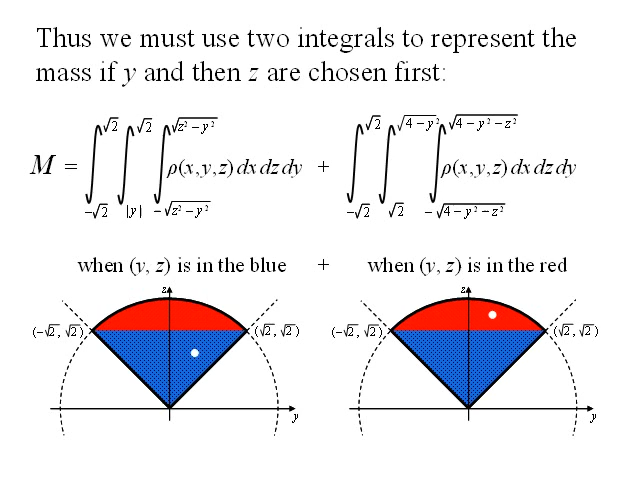 Thus we must use two integrals to represent the
mass if y and then z are chosen first:
M = ∫_{-√2}^{√2} ∫_{|y|}^{√2} ∫_{-√(z² – y²)}^{√(z² – y²)} ρ(x,y,z) dx dz dy + ∫_{-√2}^{√2} ∫_{√2}^{√(4 – y²)} ∫_{-√(4 – y² – z²)}^{√(4 – y² – z²)} ρ(x,y,z) dx dz dy
when (y, z) is in the blue + when (y, z) is in the red
z z
(-√2, √2) (√2, √2) (-√2, √2) (√2, √2)
y y